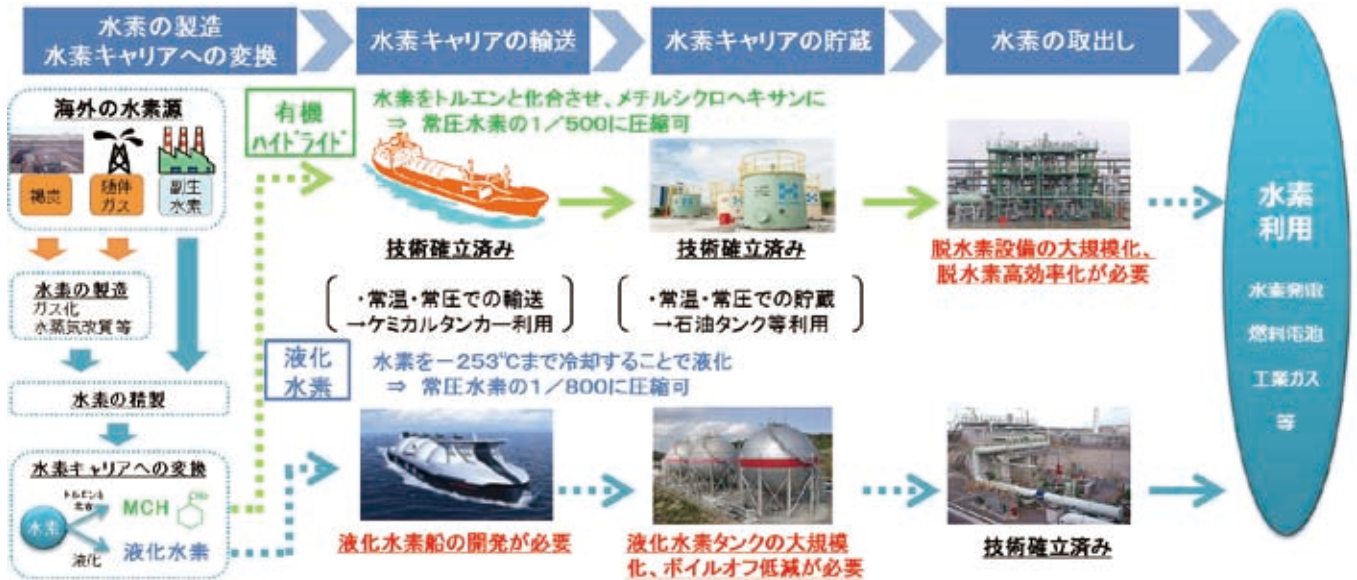 水素の製造
水素キャリアへの変換
水素キャリアの輸送
水素キャリアの貯蔵
水素の取出し
海外の水素源
褐炭
随伴
ガス
副生
水素
水素の製造
ガス化
水蒸気改質 等
水素の精製
水素キャリアへの変換
トルエンと
化合
水素
MCH
CH₃
液化
液化水素
有機
ハイドライド
水素をトルエンと化合させ、メチルシクロヘキサンに
⇒ 常圧水素の1/500に圧縮可
技術確立済み
技術確立済み
脱水素設備の大規模化、
脱水素高効率化が必要
・常温・常圧での輸送
→ケミカルタンカー利用
・常温・常圧での貯蔵
→石油タンク等利用
液化
水素
水素を－253℃まで冷却することで液化
⇒ 常圧水素の1/800に圧縮可
液化水素船の開発が必要
液化水素タンクの大規模
化、ボイルオフ低減が必要
技術確立済み
水素
利用
水素発電
燃料電池
工業ガス
等